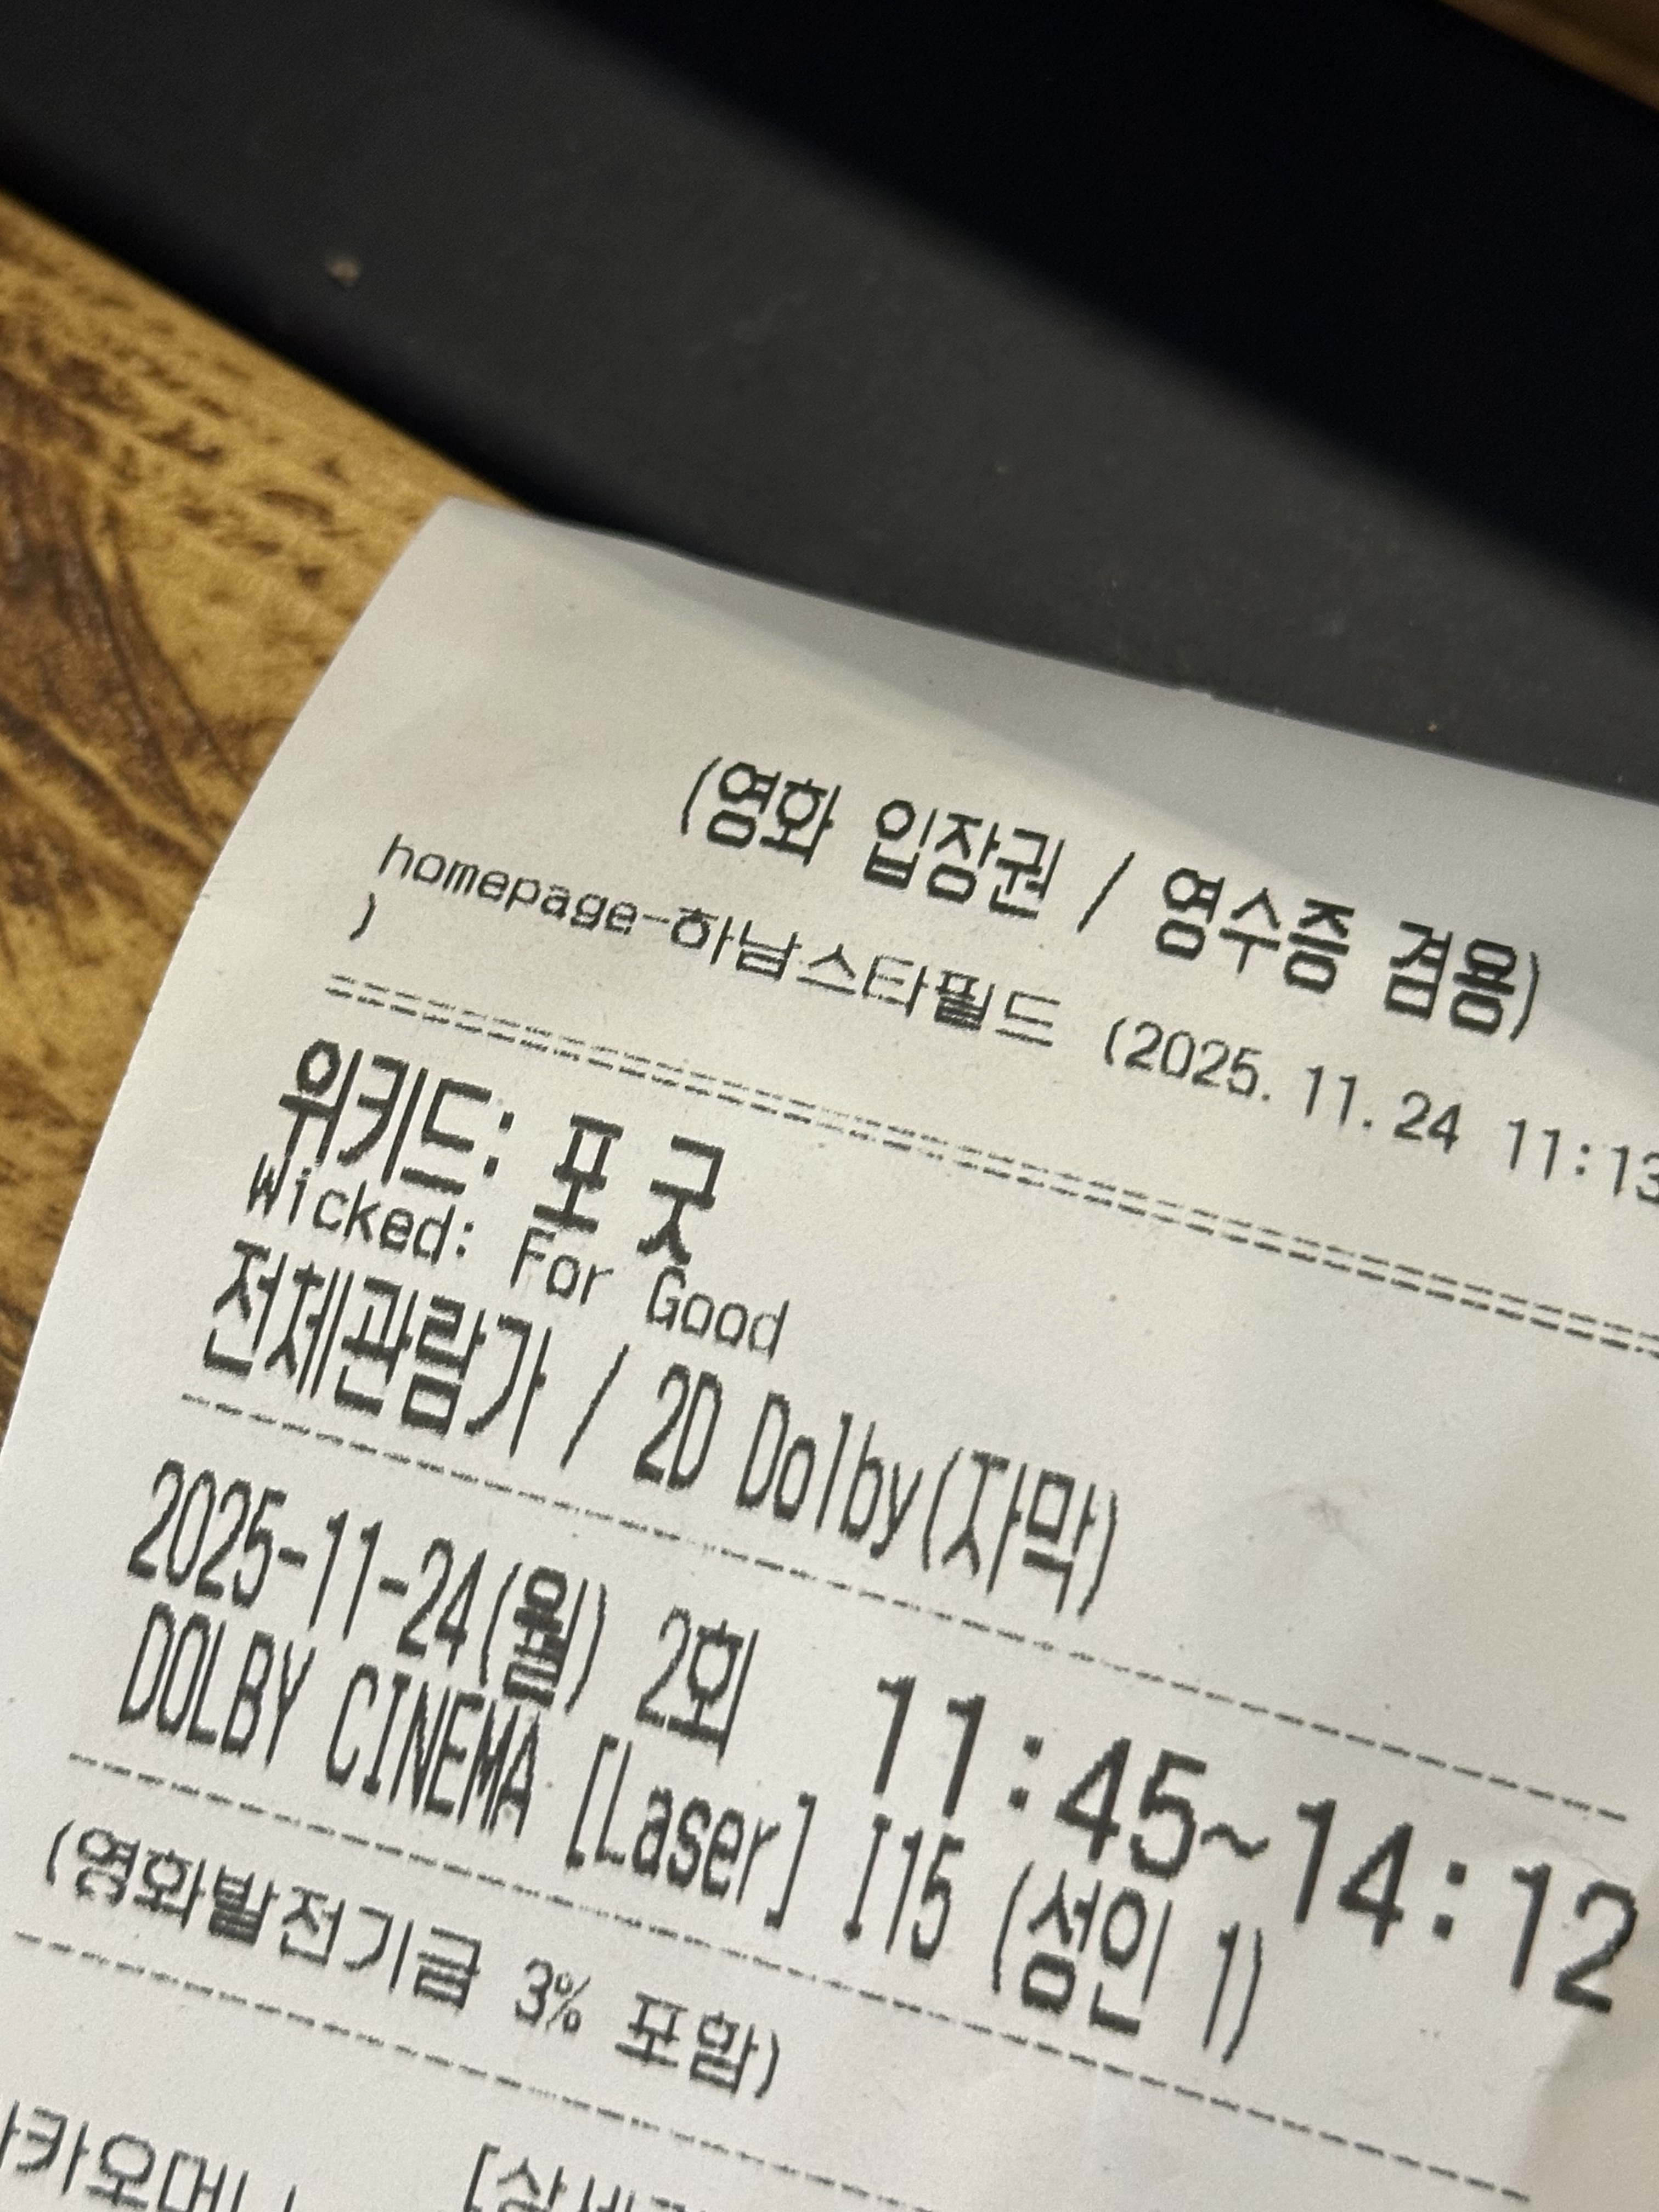 (영화 입장권 / 영수증 겸용)
homepage-하남스타필드 (2025.11.24 11:13
)
위키드: 포 굿
Wicked: For Good
전체관람가 / 2D Dolby(자막)
2025-11-24(월) 2회 11:45~14:12
DOLBY CINEMA [Laser] I15 (성인 1)
(영화발전기금 3% 포함)